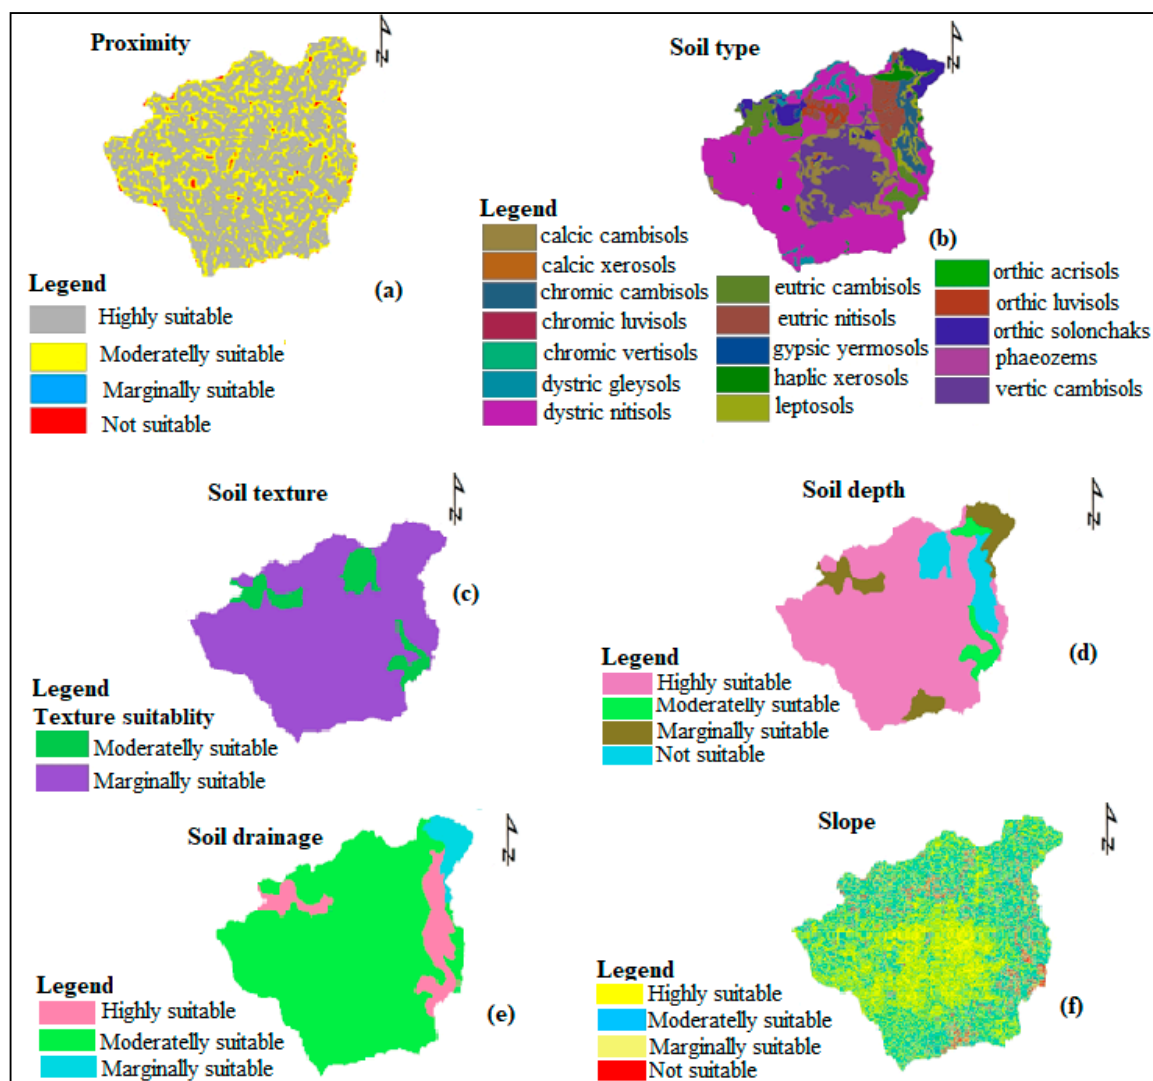 Proximity
Legend
Highly suitable
Moderatelly suitable
Marginally suitable
Not suitable
(a)
N
Soil type
Legend
calcic cambisols
calcic xerosols
chromic cambisols
chromic luvisols
chromic vertisols
dystric gleysols
dystric nitisols
eutric cambisols
eutric nitisols
gypsic yermosols
haplic xerosols
leptosols
orthic acrisols
orthic luvisols
orthic solonchaks
phaeozems
vertic cambisols
(b)
N
Soil texture
Legend
Texture suitablity
Moderatelly suitable
Marginally suitable
(c)
N
Soil depth
Legend
Highly suitable
Moderatelly suitable
Marginally suitable
Not suitable
(d)
N
Soil drainage
Legend
Highly suitable
Moderatelly suitable
Marginally suitable
(e)
N
Slope
Legend
Highly suitable
Moderatelly suitable
Marginally suitable
Not suitable
(f)
N